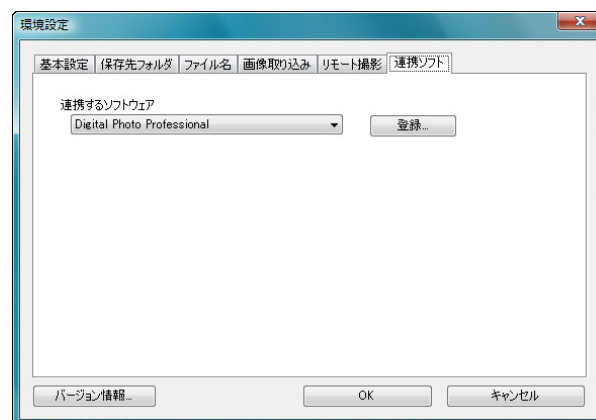 環境設定
基本設定 保存先フォルダ ファイル名 画像取り込み リモート撮影 連携ソフト
連携するソフトウェア
Digital Photo Professional 登録...
バージョン情報... OK キャンセル